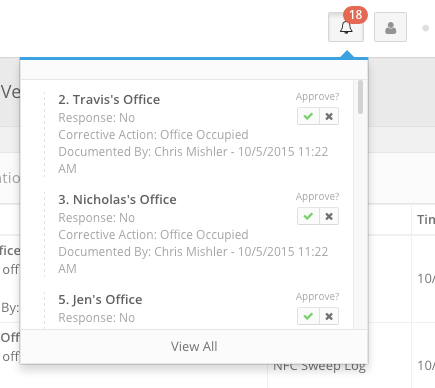 18
Ve
2. Travis's Office
Approve?
Response: No
Corrective Action: Office Occupied
Documented By: Chris Mishler - 10/5/2015 11:22
AM
3. Nicholas's Office
Approve?
Response: No
Corrective Action: Office Occupied
Documented By: Chris Mishler - 10/5/2015 11:22
AM
5. Jen's Office
Approve?
Response: No
View All
atio
Tin
fice
off
10/
By:
Off
off
NFC Sweep Log
10/